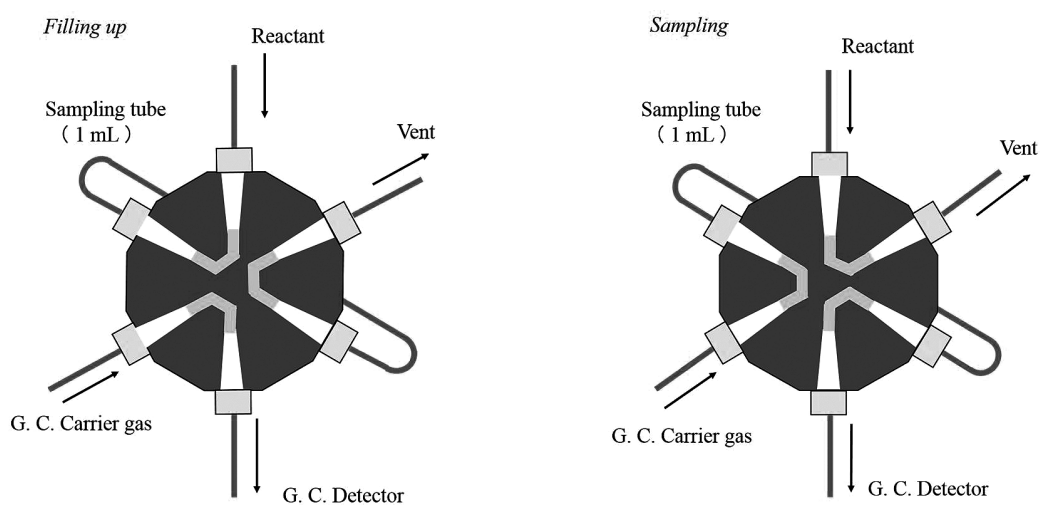 Filling up
Reactant
Sampling tube
( 1 mL )
Vent
G. C. Carrier gas
G. C. Detector
Sampling
Reactant
Sampling tube
( 1 mL )
Vent
G. C. Carrier gas
G. C. Detector